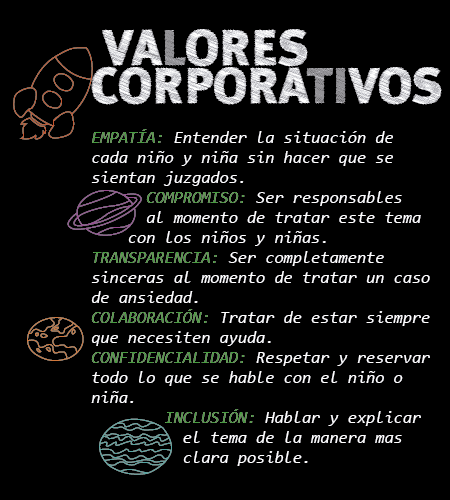 VALORES
CORPORATIVOS
EMPATÍA: Entender la situación de
cada niño y niña sin hacer que se
sientan juzgados.
COMPROMISO: Ser responsables
al momento de tratar este tema
con los niños y niñas.
TRANSPARENCIA: Ser completamente
sinceras al momento de tratar un caso
de ansiedad.
COLABORACIÓN: Tratar de estar siempre
que necesiten ayuda.
CONFIDENCIALIDAD: Respetar y reservar
todo lo que se hable con el niño o
niña.
INCLUSIÓN: Hablar y explicar
el tema de la manera mas
clara posible.